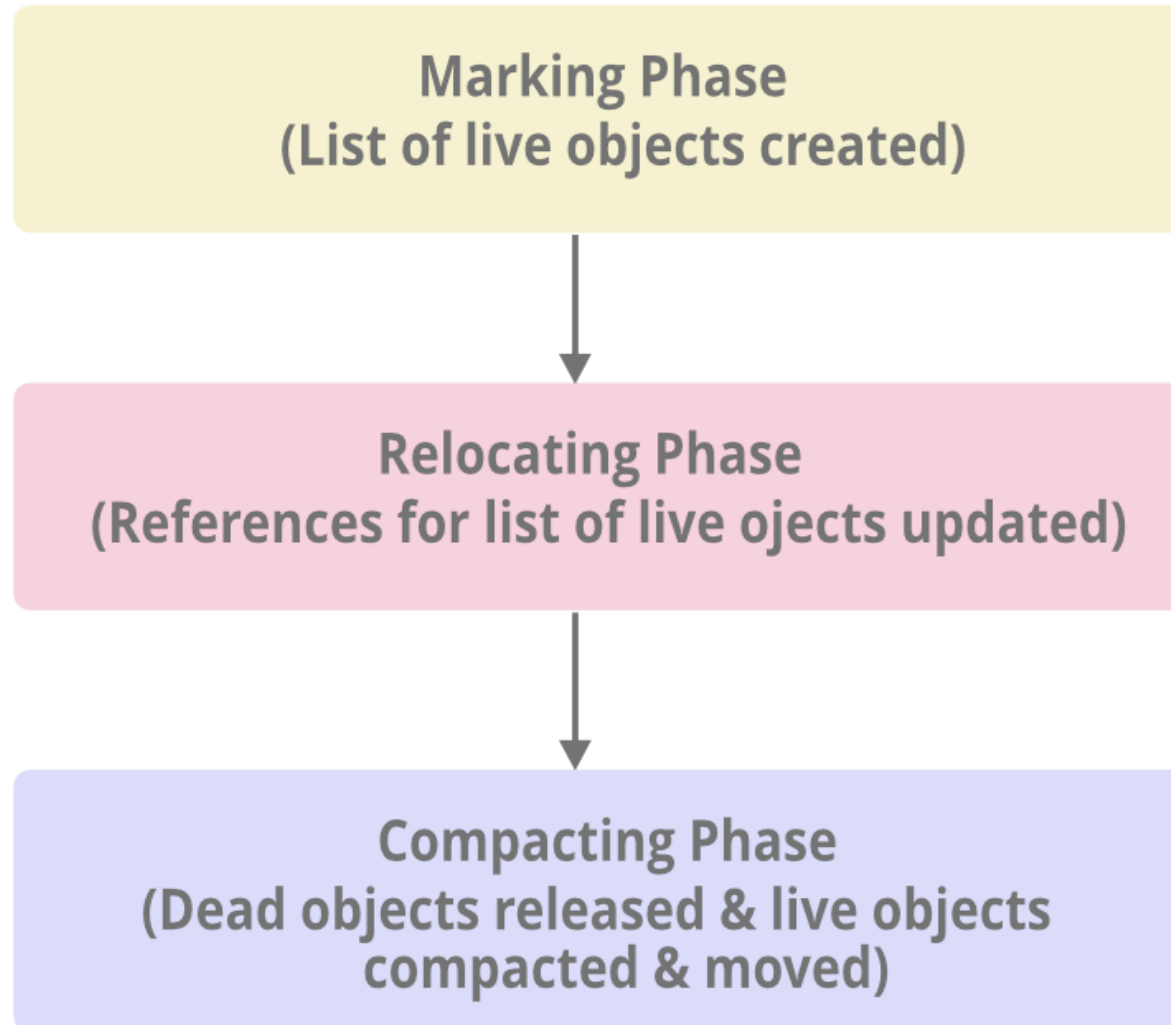 Marking Phase
(List of live objects created)
Relocating Phase
(References for list of live ojects updated)
Compacting Phase
(Dead objects released & live objects
compacted & moved)